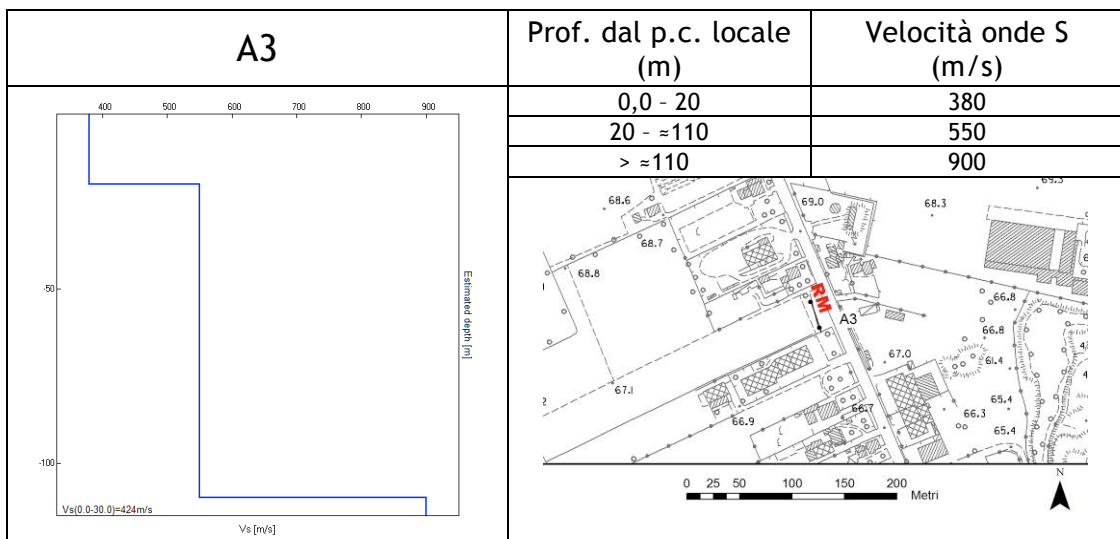 A3
Prof. dal p.c. locale
(m)
Velocità onde S
(m/s)
0,0 – 20
380
20 – ≈110
550
> ≈110
900
400 500 600 700 800 900
-50
-100
Estimated depth [m]
Vs(0.0-30.0)=424m/s
Vs [m/s]
68.6
69.0
68.3
69.3
68.7
68.8
RM
A3
66.8
66.8
67.0
61.4
67.1
65.4
66.9
66.7
66.3
65.4
0 25 50 100 150 200
Metri
N